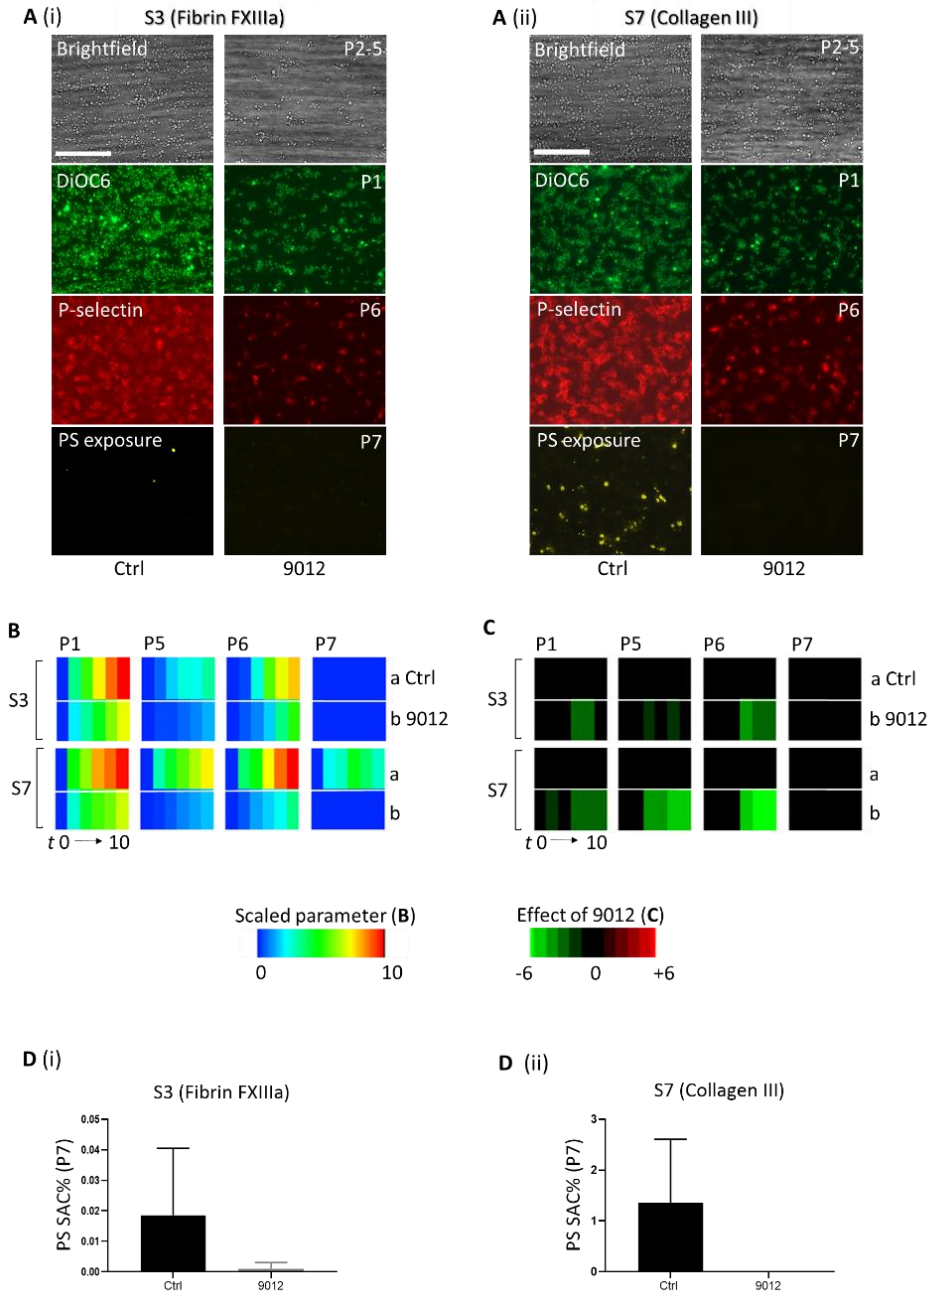 A (i)
S3 (Fibrin FXIIIa)
Brightfield
P2-5
DiOC6
P1
P-selectin
P6
PS exposure
P7
Ctrl
9012
A (ii)
S7 (Collagen III)
Brightfield
P2-5
DiOC6
P1
P-selectin
P6
PS exposure
P7
Ctrl
9012
B
P1 P5 P6 P7
S3
a Ctrl
b 9012
S7
a
b
t 0 → 10
C
P1 P5 P6 P7
S3
a Ctrl
b 9012
S7
a
b
t 0 → 10
Scaled parameter (B)
0 10
Effect of 9012 (C)
-6 0 +6
D (i)
S3 (Fibrin FXIIIa)
PS SAC% (P7)
0.05
0.04
0.03
0.02
0.01
0.00
Ctrl 9012
D (ii)
S7 (Collagen III)
PS SAC% (P7)
3
2
1
0
Ctrl 9012